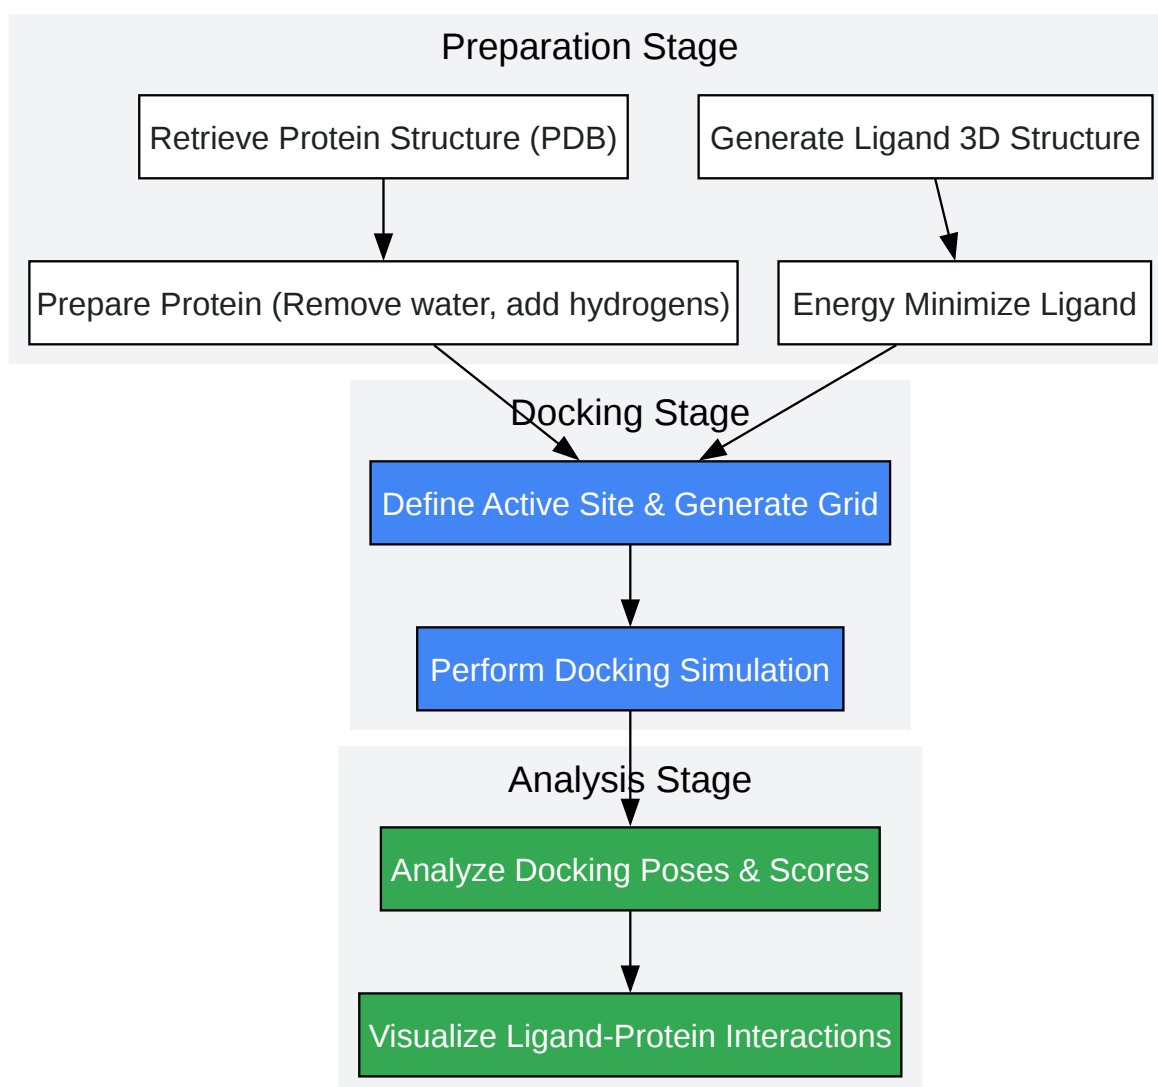 Preparation Stage
Retrieve Protein Structure (PDB)
Generate Ligand 3D Structure
Prepare Protein (Remove water, add hydrogens)
Energy Minimize Ligand
Docking Stage
Define Active Site & Generate Grid
Perform Docking Simulation
Analysis Stage
Analyze Docking Poses & Scores
Visualize Ligand-Protein Interactions